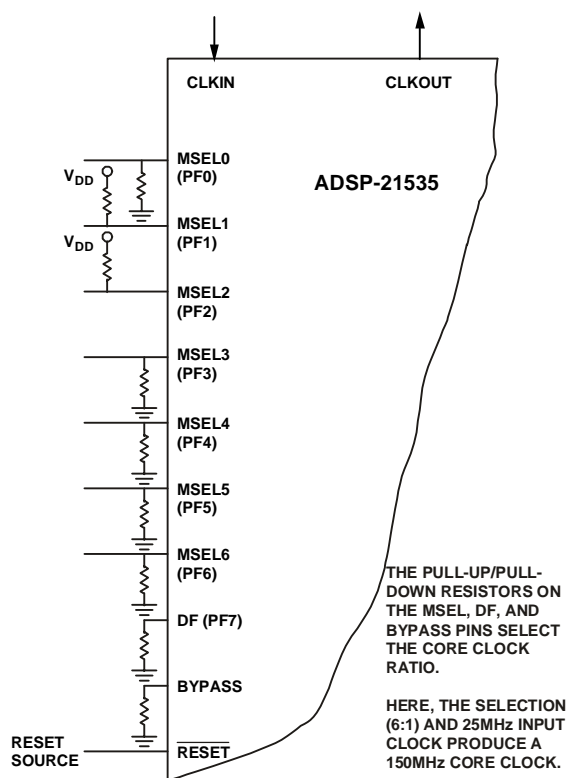 CLKIN
CLKOUT
MSEL0
(PF0)
ADSP-21535
VDD
MSEL1
(PF1)
VDD
MSEL2
(PF2)
MSEL3
(PF3)
MSEL4
(PF4)
MSEL5
(PF5)
MSEL6
(PF6)
DF (PF7)
BYPASS
RESET
SOURCE
RESET
THE PULL-UP/PULL-
DOWN RESISTORS ON
THE MSEL, DF, AND
BYPASS PINS SELECT
THE CORE CLOCK
RATIO.
HERE, THE SELECTION
(6:1) AND 25MHz INPUT
CLOCK PRODUCE A
150MHz CORE CLOCK.